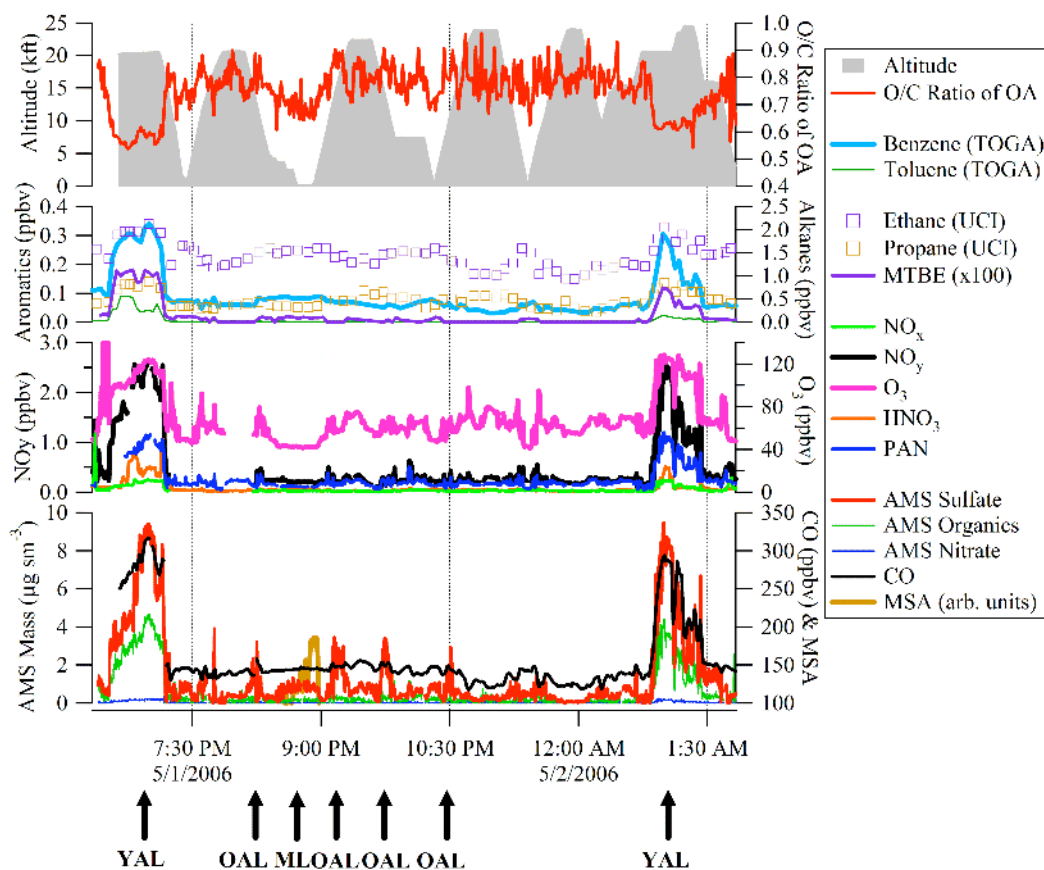 25
20
15
10
5
0
Altitude (kft)
1.0
0.9
0.8
0.7
0.6
0.5
0.4
O/C Ratio of OA
0.4
0.3
0.2
0.1
0.0
Aromatics (ppbv)
2.5
2.0
1.5
1.0
0.5
0.0
Alkanes (ppbv)
3.0
2.0
1.0
0.0
NOy (ppbv)
120
80
40
0
O3 (ppbv)
10
8
6
4
2
0
AMS Mass (µg sm-3)
350
300
250
200
150
100
CO (ppbv) & MSA
7:30 PM
5/1/2006
9:00 PM
10:30 PM
12:00 AM
5/2/2006
1:30 AM
YAL
OAL
ML
OAL
OAL
OAL
YAL
Altitude
O/C Ratio of OA
Benzene (TOGA)
Toluene (TOGA)
Ethane (UCI)
Propane (UCI)
MTBE (x100)
NOx
NOy
O3
HNO3
PAN
AMS Sulfate
AMS Organics
AMS Nitrate
CO
MSA (arb. units)